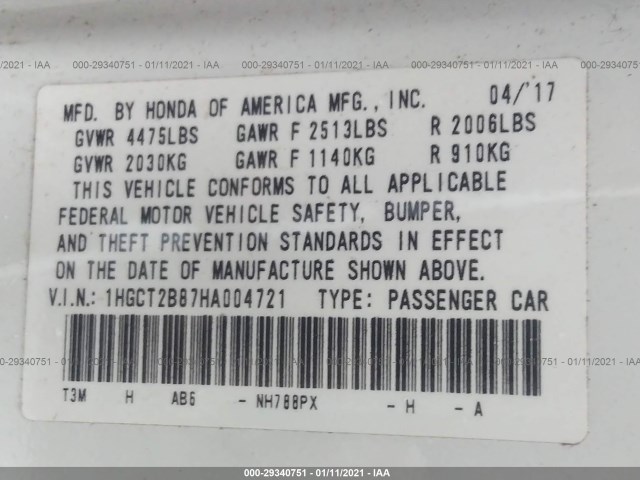 000-29340751 - 01/11/2021 - IAA
MFD. BY HONDA OF AMERICA MFG., INC. 04/'17
GVWR 4475LBS GAWR F 2513LBS R 2006LBS
GVWR 2030KG GAWR F 1140KG R 910KG
THIS VEHICLE CONFORMS TO ALL APPLICABLE
FEDERAL MOTOR VEHICLE SAFETY, BUMPER,
AND THEFT PREVENTION STANDARDS IN EFFECT
ON THE DATE OF MANUFACTURE SHOWN ABOVE.
V.I.N.: 1HGCT2B87HA004721 TYPE: PASSENGER CAR
T3M H AB6 - NH788PX - H - A
000-29340751 - 01/11/2021 - IAA